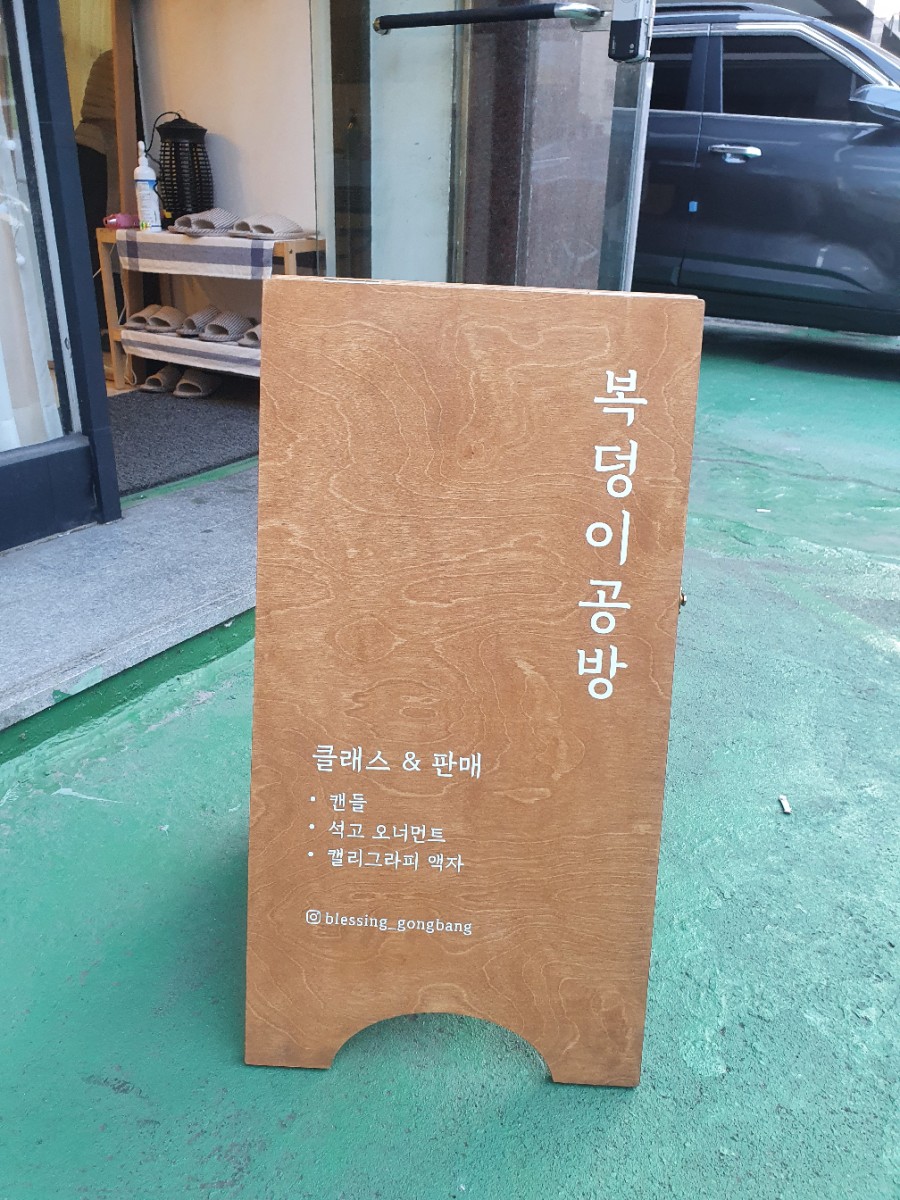 복덩이공방
클래스 & 판매
• 캔들
• 석고 오너먼트
• 캘리그라피 액자
blessing_gongbang